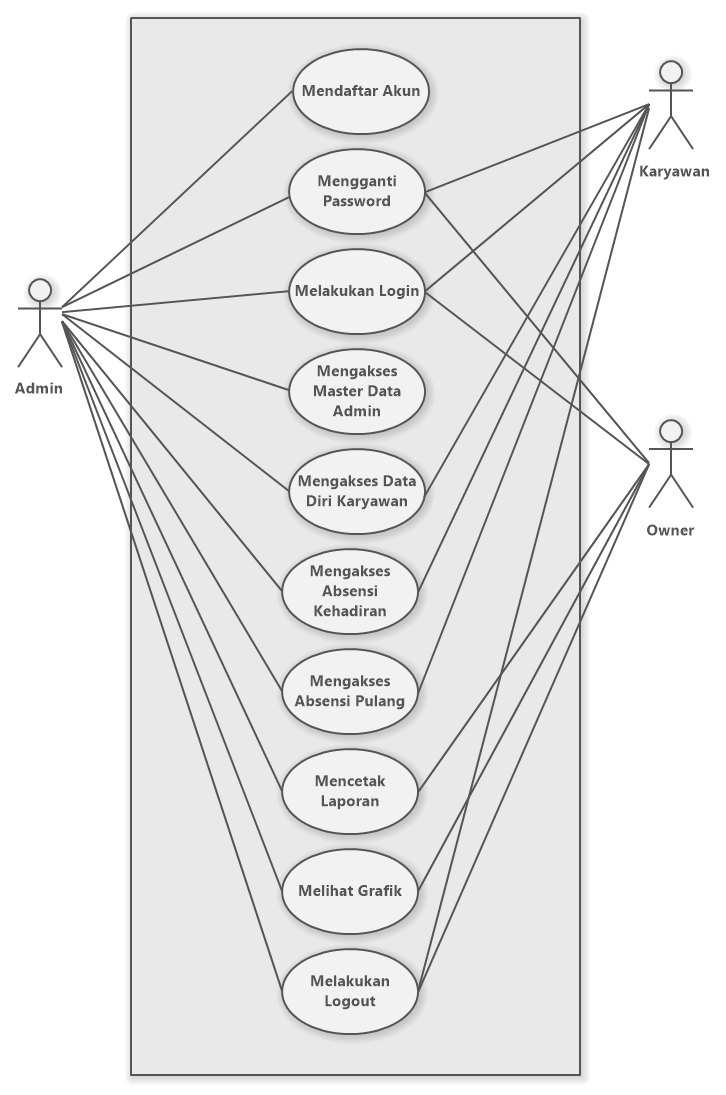 Mendaftar Akun
Karyawan
Mengganti
Password
Melakukan Login
Admin
Mengakses
Master Data
Admin
Mengakses Data
Diri Karyawan
Owner
Mengakses
Absensi
Kehadiran
Mengakses
Absensi Pulang
Mencetak
Laporan
Melihat Grafik
Melakukan
Logout